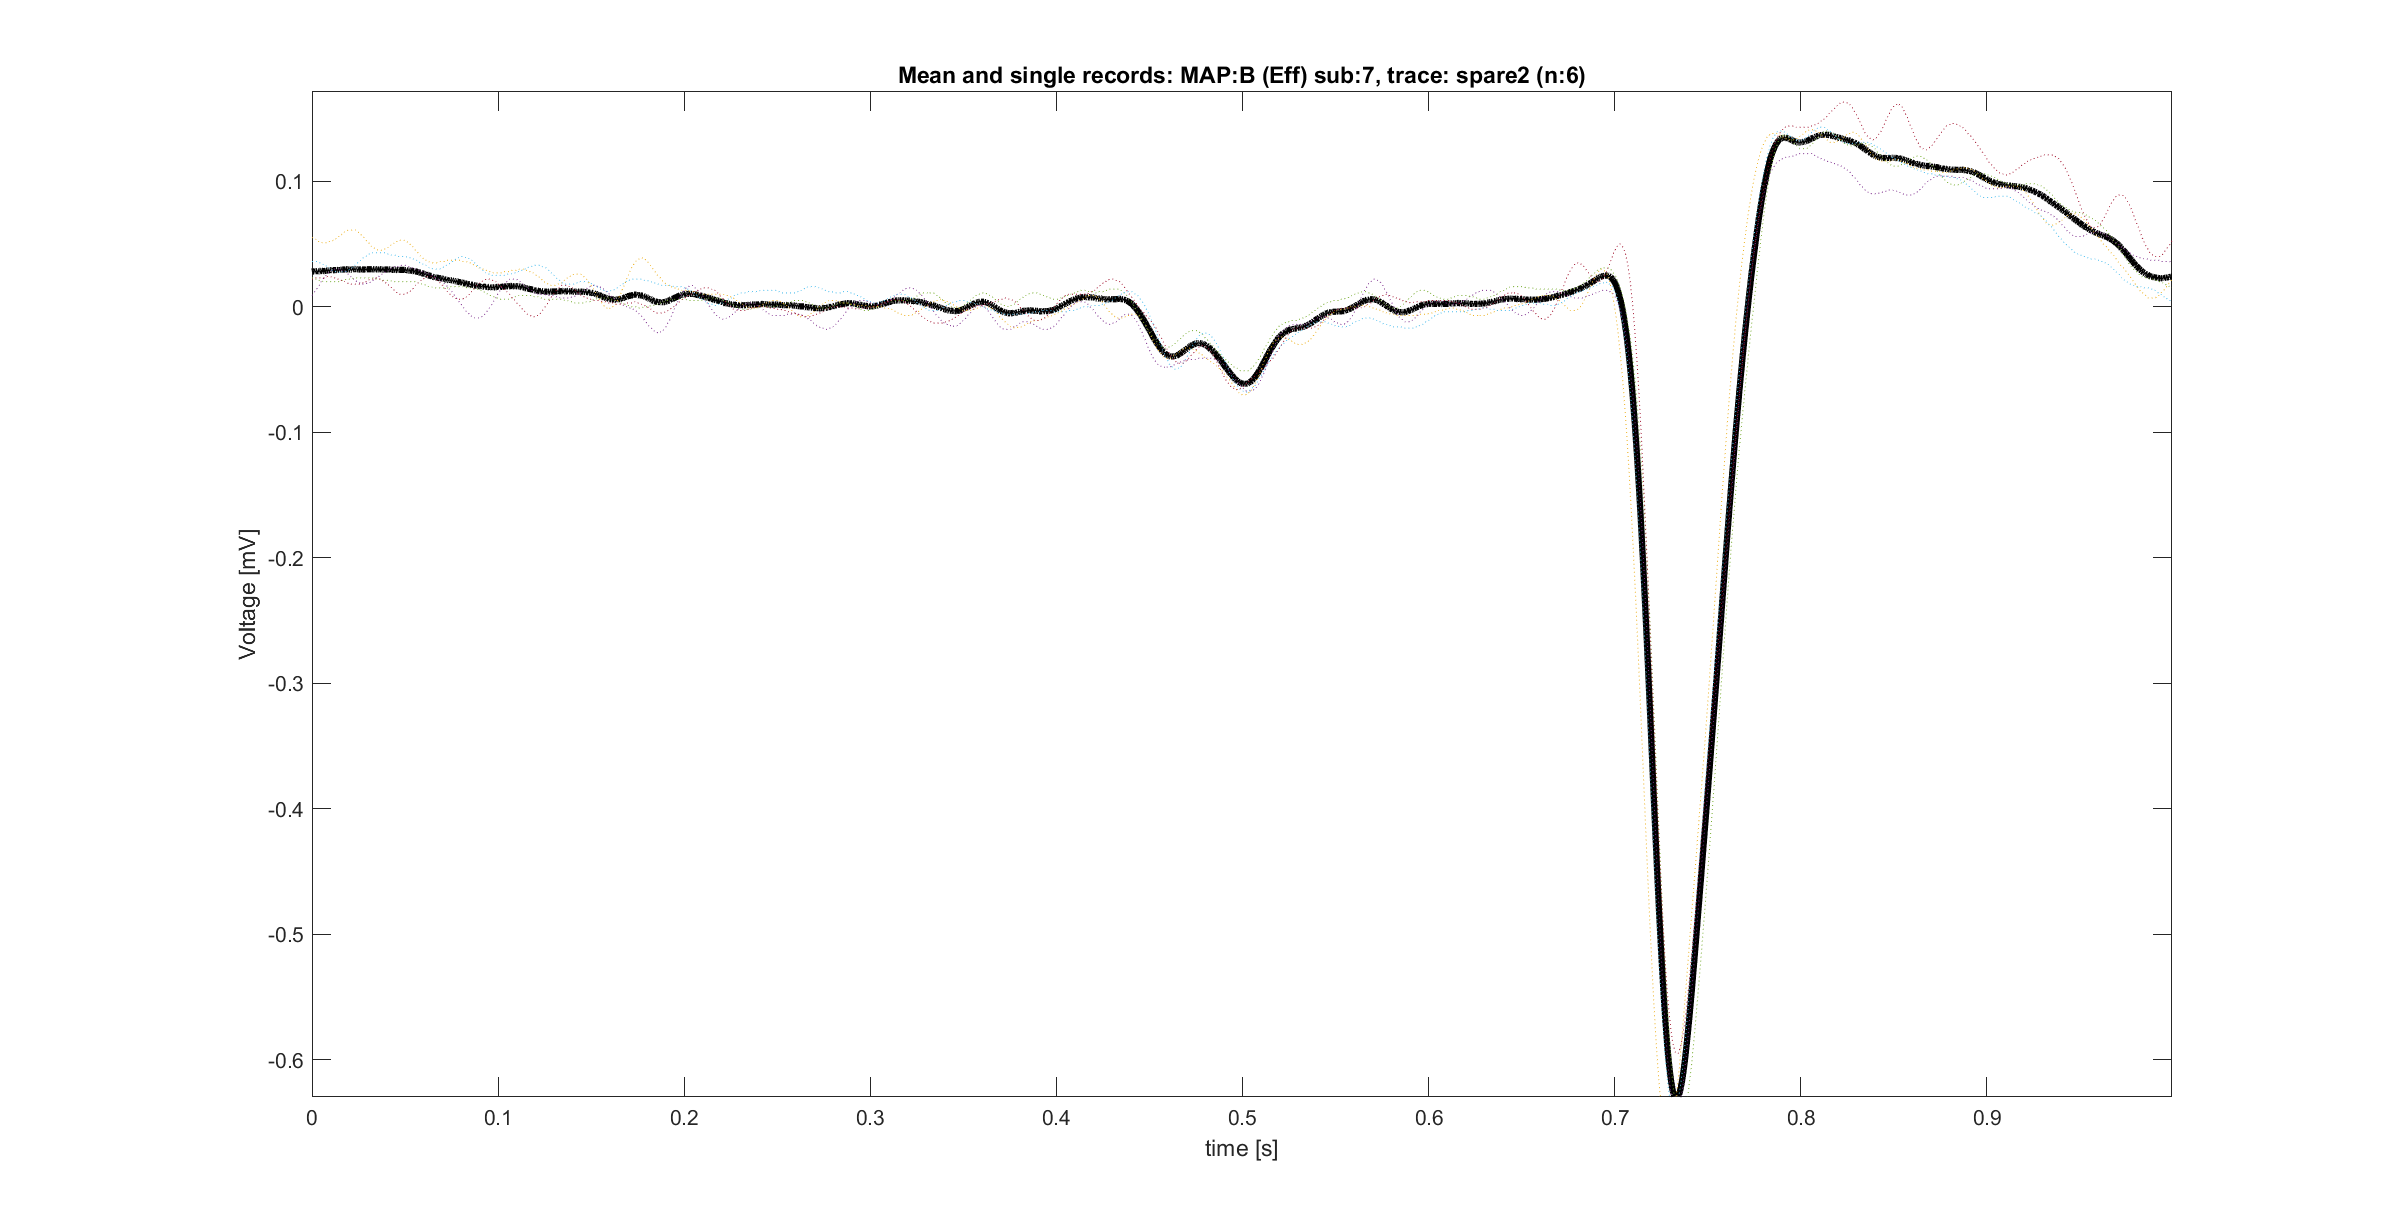 Mean and single records: MAP:B (Eff) sub:7, trace: spare2 (n:6)
0.1
0
-0.1
-0.2
-0.3
-0.4
-0.5
-0.6
Voltage [mV]
0 0.1 0.2 0.3 0.4 0.5 0.6 0.7 0.8 0.9
time [s]